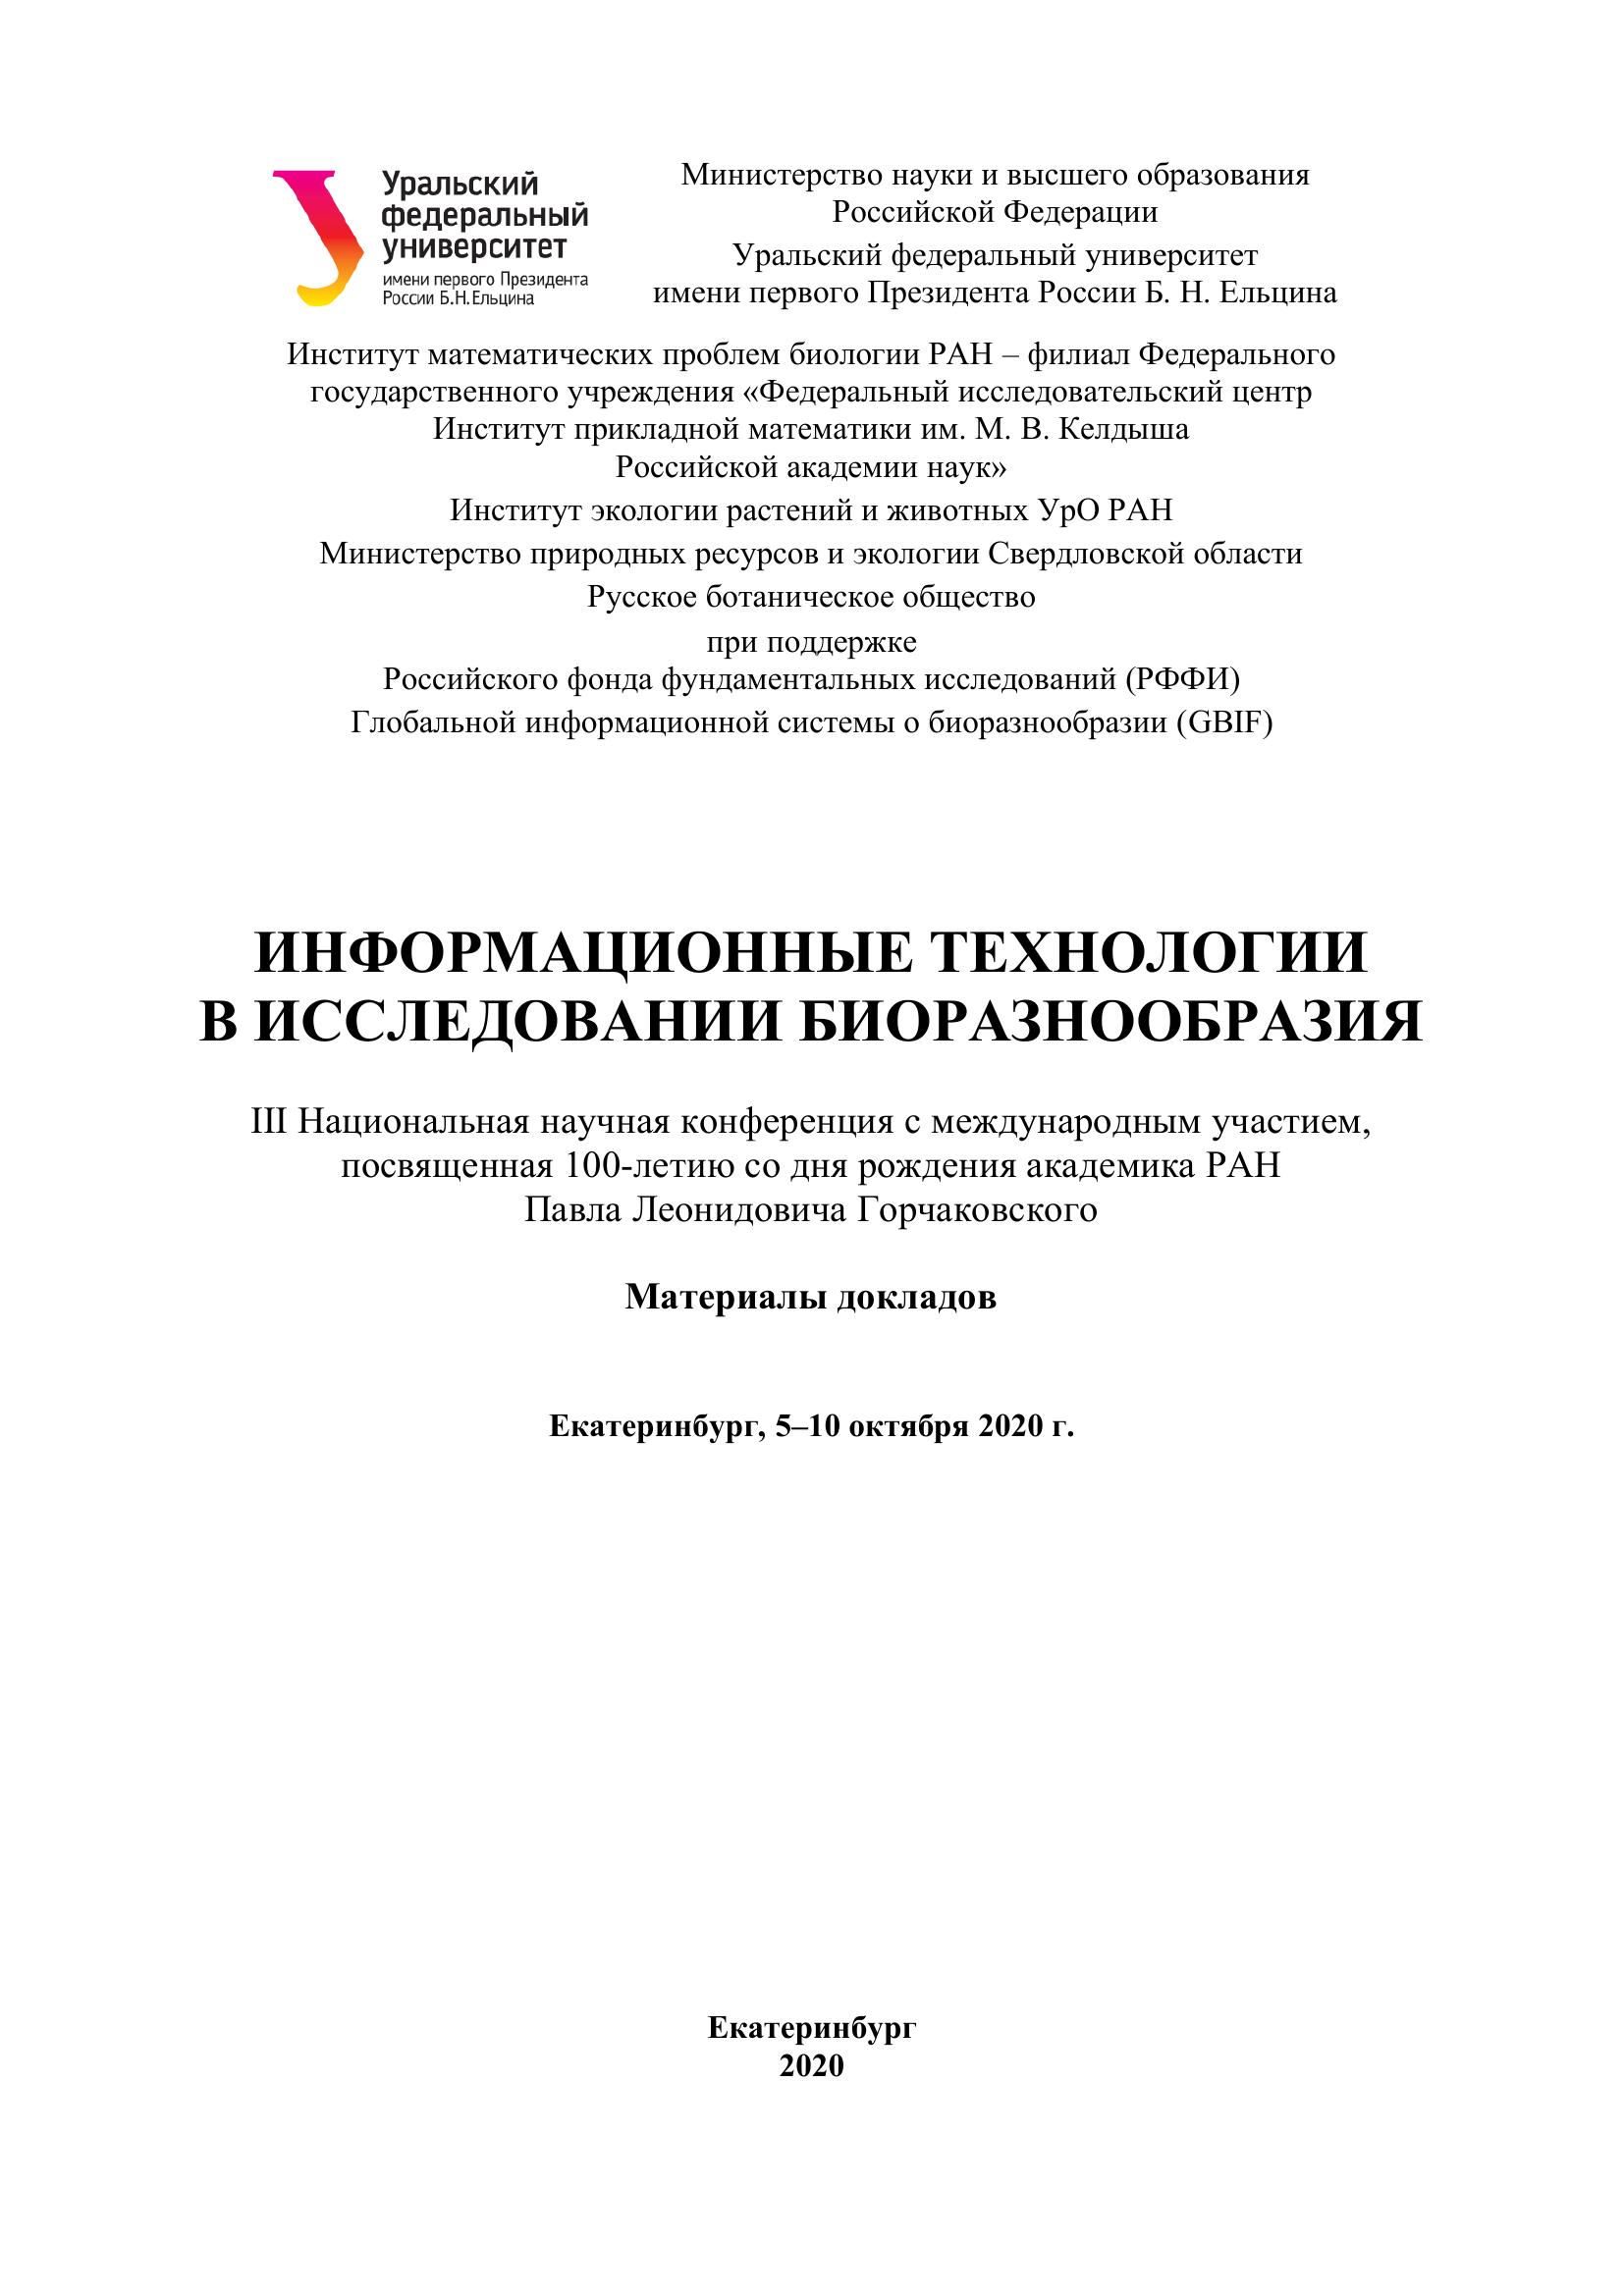 Уральский
федеральный
университет
имени первого Президента
России Б.Н.Ельцина
Министерство науки и высшего образования
Российской Федерации
Уральский федеральный университет
имени первого Президента России Б. Н. Ельцина
Институт математических проблем биологии РАН – филиал Федерального
государственного учреждения «Федеральный исследовательский центр
Институт прикладной математики им. М. В. Келдыша
Российской академии наук»
Институт экологии растений и животных УрО РАН
Министерство природных ресурсов и экологии Свердловской области
Русское ботаническое общество
при поддержке
Российского фонда фундаментальных исследований (РФФИ)
Глобальной информационной системы о биоразнообразии (GBIF)
ИНФОРМАЦИОННЫЕ ТЕХНОЛОГИИ
В ИССЛЕДОВАНИИ БИОРАЗНООБРАЗИЯ
III Национальная научная конференция с международным участием,
посвященная 100-летию со дня рождения академика РАН
Павла Леонидовича Горчаковского
Материалы докладов
Екатеринбург, 5–10 октября 2020 г.
Екатеринбург
2020